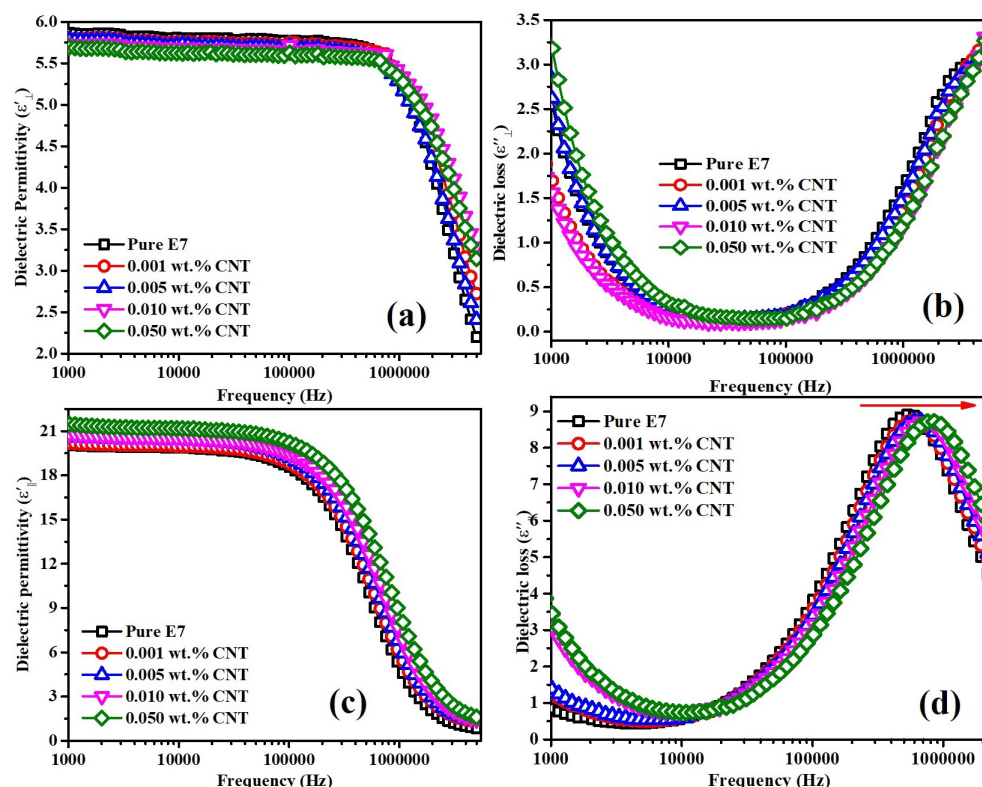 6.0
5.5
5.0
4.5
4.0
3.5
3.0
2.5
2.0
Dielectric Permittivity (ε′⊥)
Pure E7
0.001 wt.% CNT
0.005 wt.% CNT
0.010 wt.% CNT
0.050 wt.% CNT
(a)
1000 10000 100000 1000000
Frequency (Hz)
3.5
3.0
2.5
2.0
1.5
1.0
0.5
0.0
Dielectric loss (ε″⊥)
Pure E7
0.001 wt.% CNT
0.005 wt.% CNT
0.010 wt.% CNT
0.050 wt.% CNT
(b)
1000 10000 100000 1000000
Frequency (Hz)
21
18
15
12
9
6
3
0
Dielectric permittivity (ε′∥)
Pure E7
0.001 wt.% CNT
0.005 wt.% CNT
0.010 wt.% CNT
0.050 wt.% CNT
(c)
1000 10000 100000 1000000
Frequency (Hz)
9
8
7
6
5
4
3
2
1
0
Dielectric loss (ε″∥)
Pure E7
0.001 wt.% CNT
0.005 wt.% CNT
0.010 wt.% CNT
0.050 wt.% CNT
(d)
1000 10000 100000 1000000
Frequency (Hz)